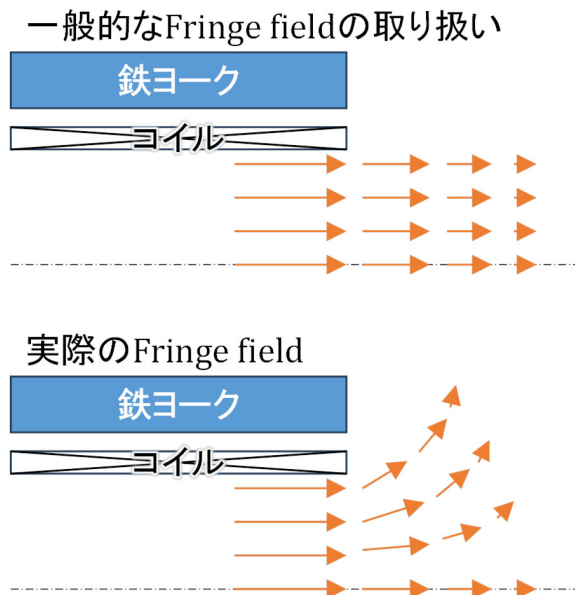 一般的なFringe fieldの取り扱い
鉄ヨーク
コイル
実際のFringe field
鉄ヨーク
コイル